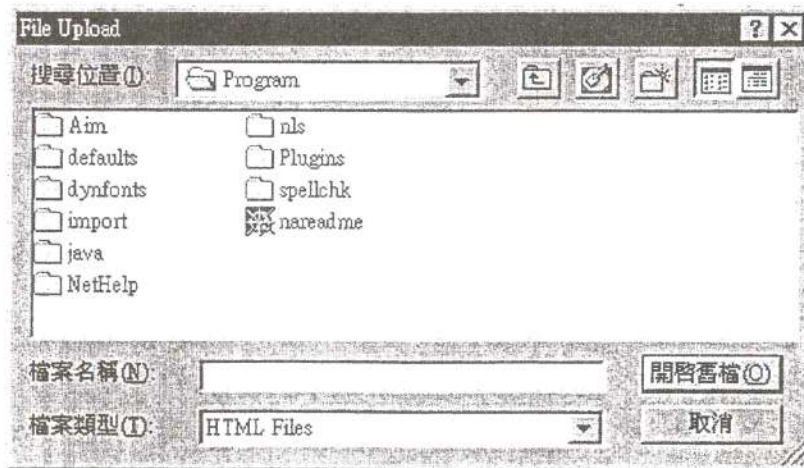 File Upload
搜尋位置(I): Program
Aim
defaults
dynfonts
import
java
NetHelp
nls
Plugins
spellchk
nareadme
檔案名稱(N):
開啓舊檔(O)
檔案類型(T): HTML Files
取消